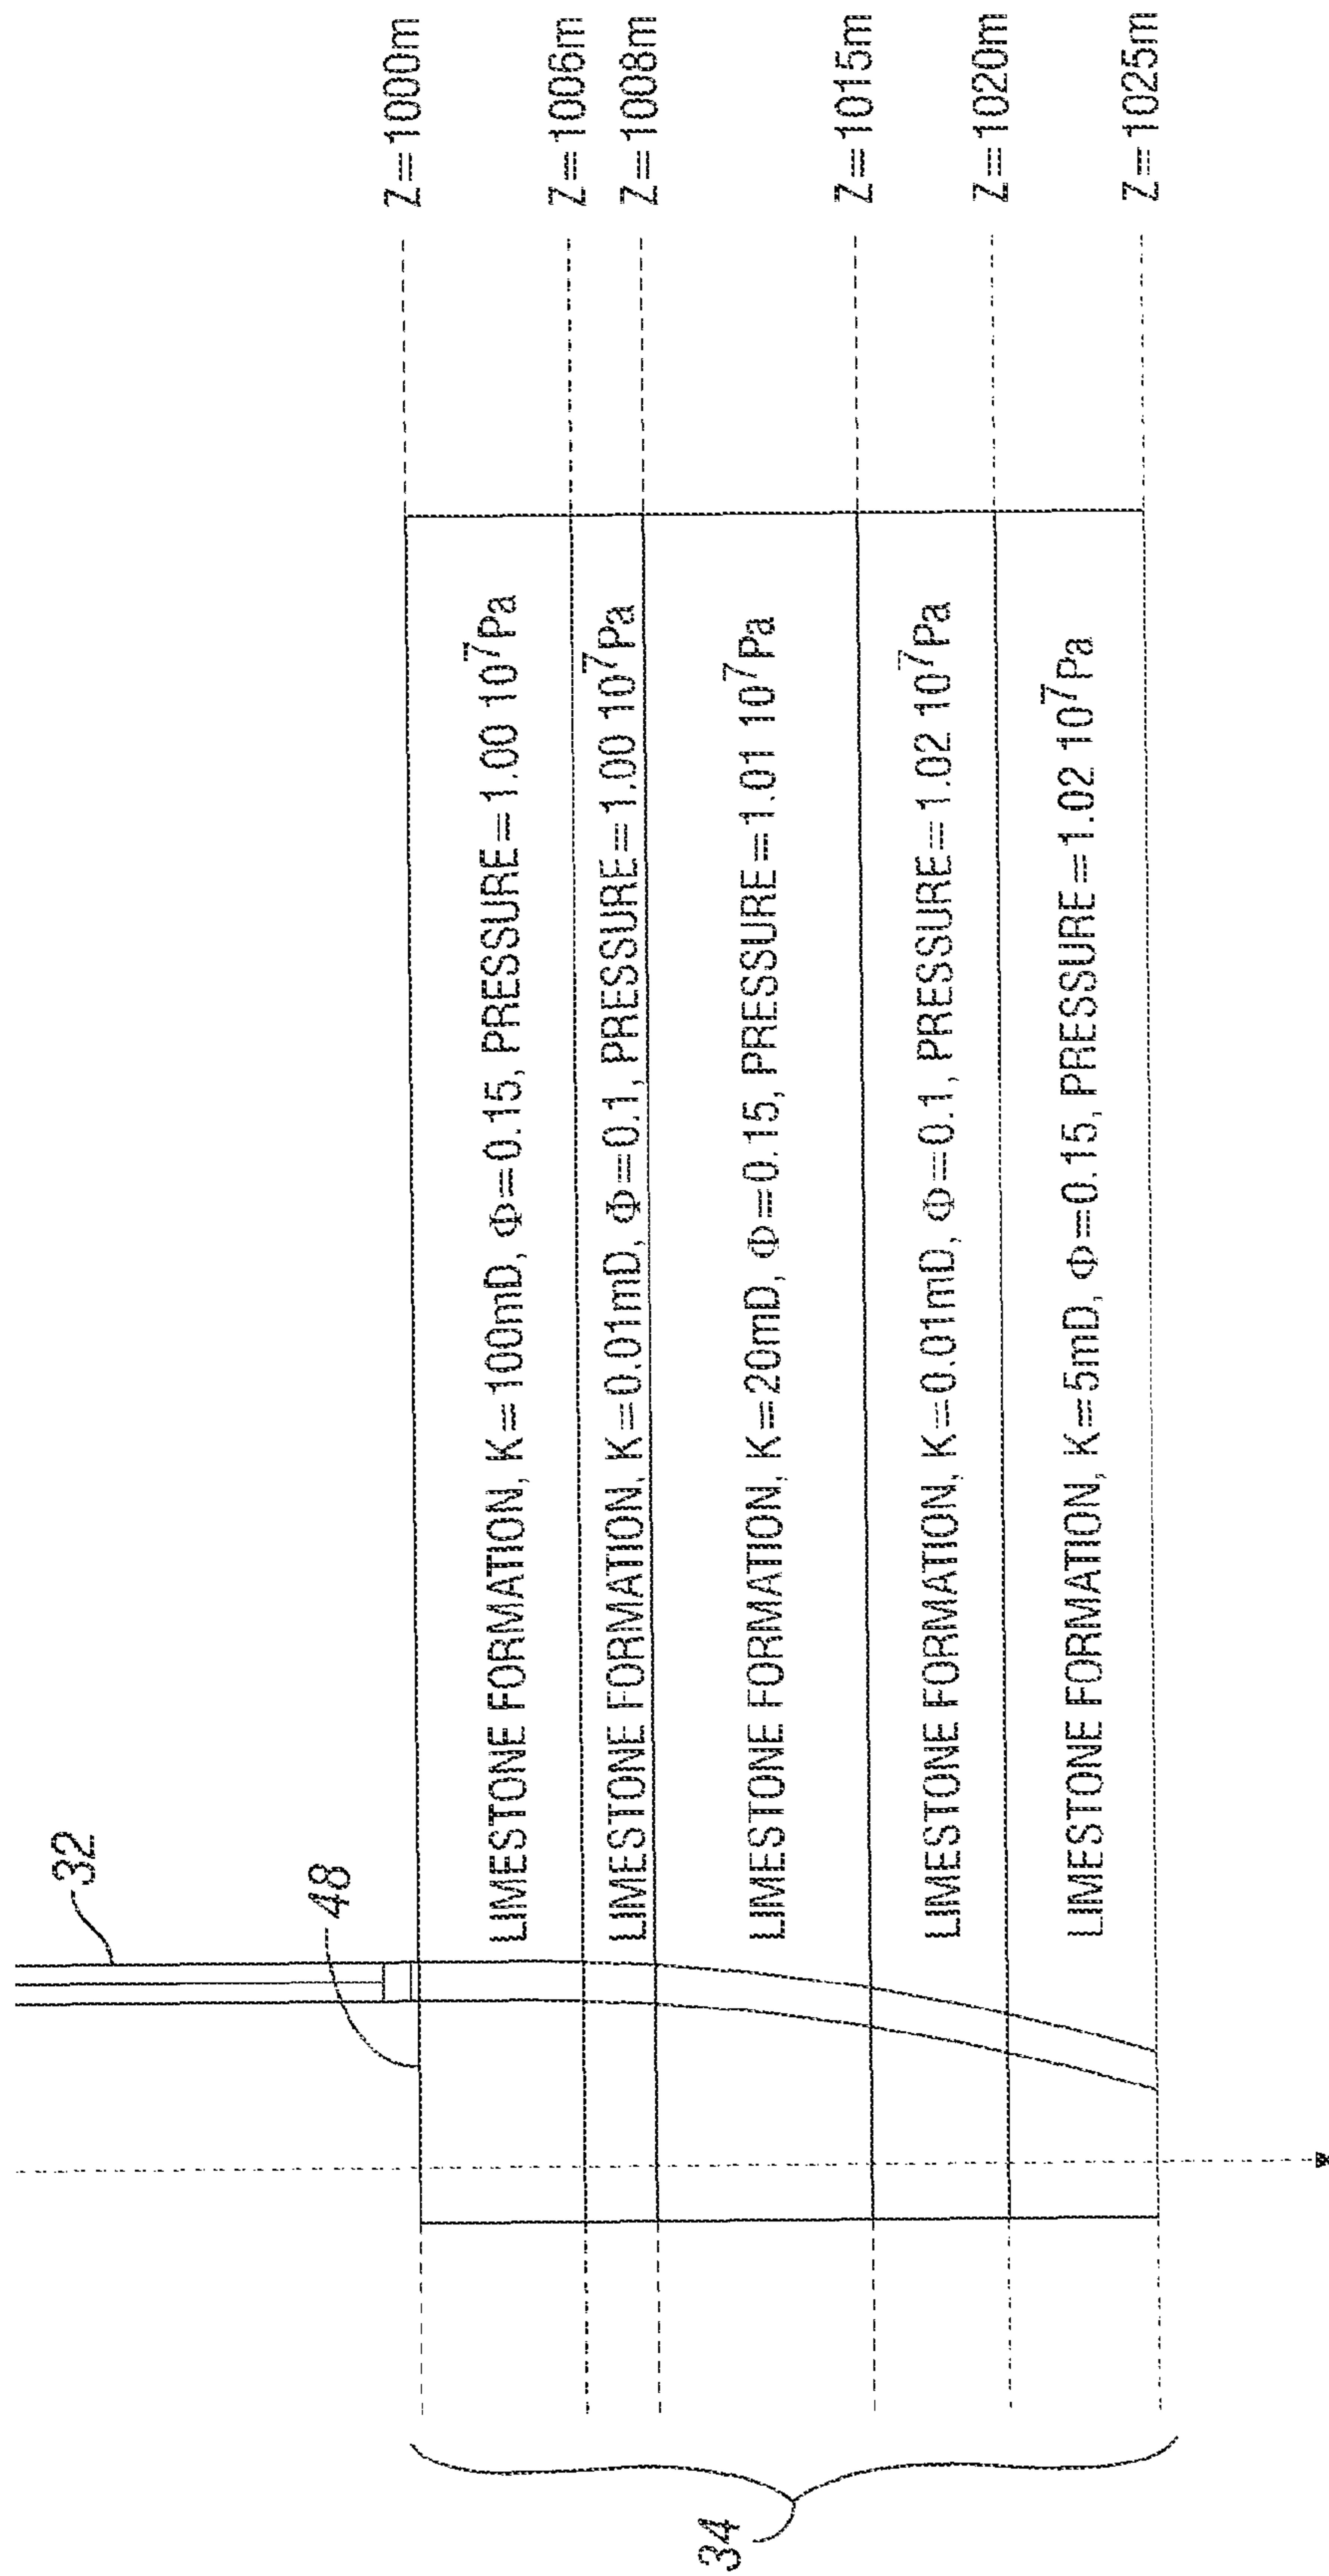 32
48
Z=1000m
LIMESTONE FORMATION, K=100mD, Φ=0.15, PRESSURE=1.00 10⁷Pa
Z=1006m
LIMESTONE FORMATION, K=0.01mD, Φ=0.1, PRESSURE=1.00 10⁷Pa
Z=1008m
LIMESTONE FORMATION, K=20mD, Φ=0.15, PRESSURE=1.01 10⁷Pa
Z=1015m
LIMESTONE FORMATION, K=0.01mD, Φ=0.1, PRESSURE=1.02 10⁷Pa
Z=1020m
LIMESTONE FORMATION, K=5mD, Φ=0.15, PRESSURE=1.02 10⁷Pa
Z=1025m
34